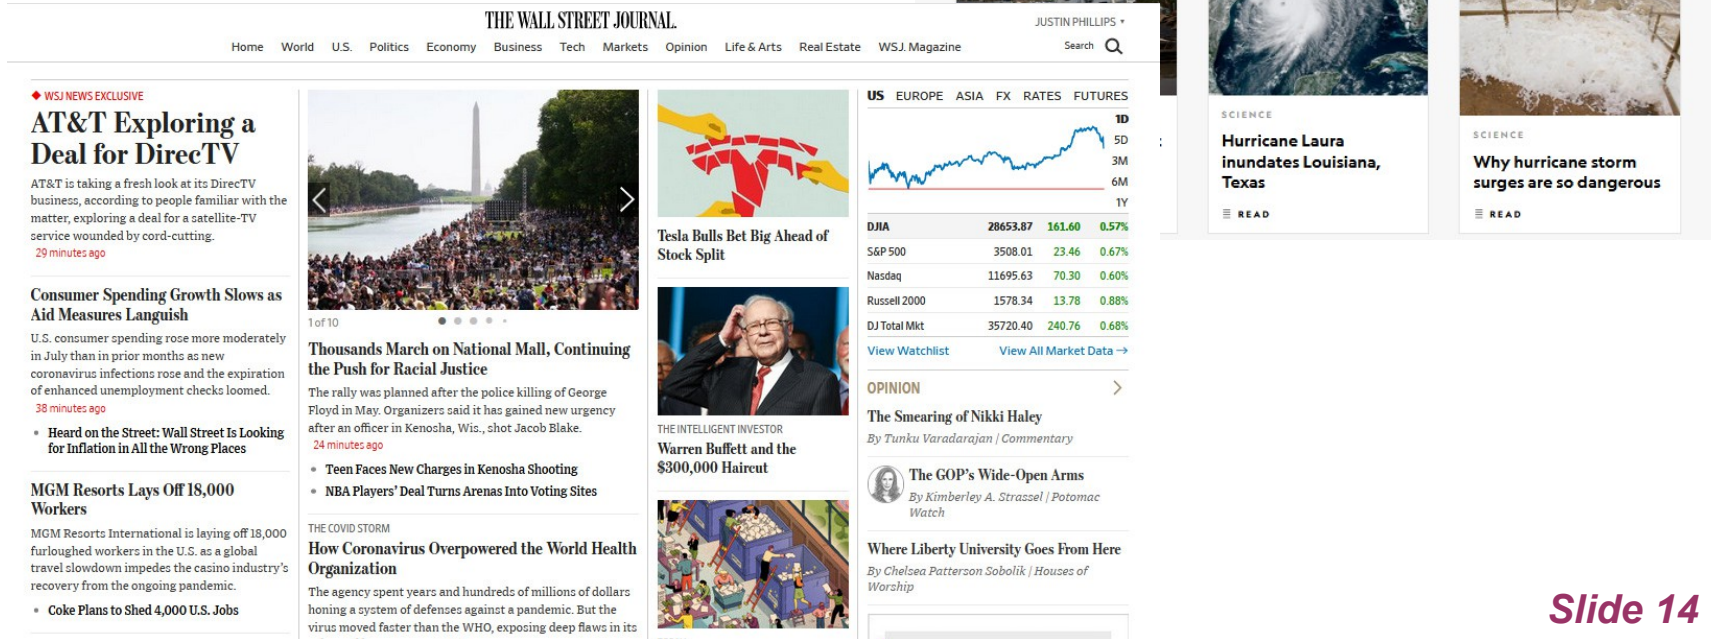 THE WALL STREET JOURNAL.
JUSTIN PHILLIPS
Home World U.S. Politics Economy Business Tech Markets Opinion Life & Arts Real Estate WSJ. Magazine
Search
WSJ NEWS EXCLUSIVE
AT&T Exploring a
Deal for DirecTV
AT&T is taking a fresh look at its DirecTV
business, according to people familiar with the
matter, exploring a deal for a satellite-TV
service wounded by cord-cutting.
29 minutes ago
Consumer Spending Growth Slows as
Aid Measures Languish
U.S. consumer spending rose more moderately
in July than in prior months as new
coronavirus infections rose and the expiration
of enhanced unemployment checks loomed.
38 minutes ago
• Heard on the Street: Wall Street Is Looking
for Inflation in All the Wrong Places
MGM Resorts Lays Off 18,000
Workers
MGM Resorts International is laying off 18,000
furloughed workers in the U.S. as a global
travel slowdown impedes the casino industry's
recovery from the ongoing pandemic.
• Coke Plans to Shed 4,000 U.S. Jobs
1 of 10
Thousands March on National Mall, Continuing
the Push for Racial Justice
The rally was planned after the police killing of George
Floyd in May. Organizers said it has gained new urgency
after an officer in Kenosha, Wis., shot Jacob Blake.
24 minutes ago
• Teen Faces New Charges in Kenosha Shooting
• NBA Players' Deal Turns Arenas Into Voting Sites
THE COVID STORM
How Coronavirus Overpowered the World Health
Organization
The agency spent years and hundreds of millions of dollars
honing a system of defenses against a pandemic. But the
virus moved faster than the WHO, exposing deep flaws in its
Tesla Bulls Bet Big Ahead of
Stock Split
THE INTELLIGENT INVESTOR
Warren Buffett and the
$300,000 Haircut
US EUROPE ASIA FX RATES FUTURES
1D
5D
3M
6M
1Y
DJIA 28653.87 161.60 0.57%
S&P 500 3508.01 23.46 0.67%
Nasdaq 11695.63 70.30 0.60%
Russell 2000 1578.34 13.78 0.88%
DJ Total Mkt 35720.40 240.76 0.68%
View Watchlist View All Market Data →
OPINION
The Smearing of Nikki Haley
By Tunku Varadarajan | Commentary
The GOP's Wide-Open Arms
By Kimberley A. Strassel | Potomac
Watch
Where Liberty University Goes From Here
By Chelsea Patterson Sobolik | Houses of
Worship
SCIENCE
Hurricane Laura
inundates Louisiana,
Texas
READ
SCIENCE
Why hurricane storm
surges are so dangerous
READ
Slide 14